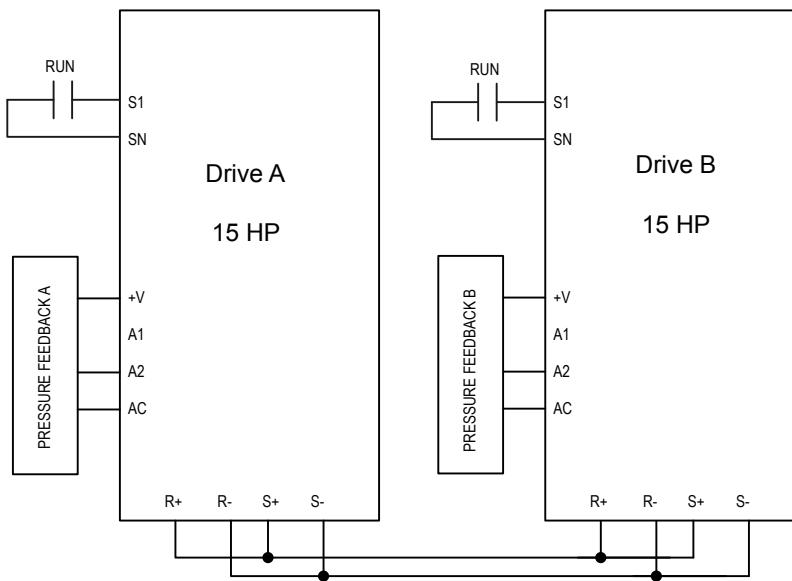 RUN
S1
SN
Drive A
15 HP
PRESSURE FEEDBACK A
+V
A1
A2
AC
R+ R- S+ S-
RUN
S1
SN
Drive B
15 HP
PRESSURE FEEDBACK B
+V
A1
A2
AC
R+ R- S+ S-